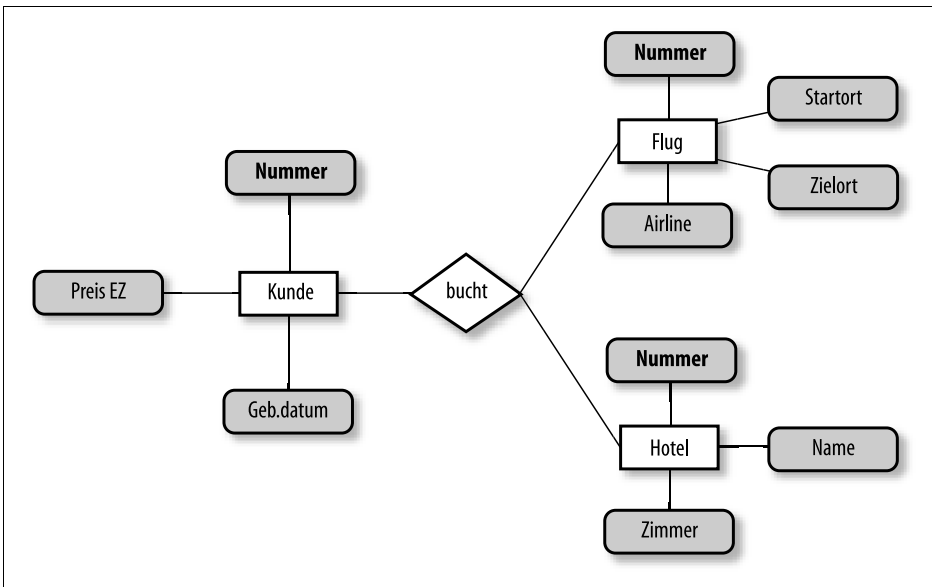 Nummer
Startort
Flug
Zielort
Airline
Nummer
Preis EZ
Kunde
bucht
Geb.datum
Nummer
Hotel
Name
Zimmer